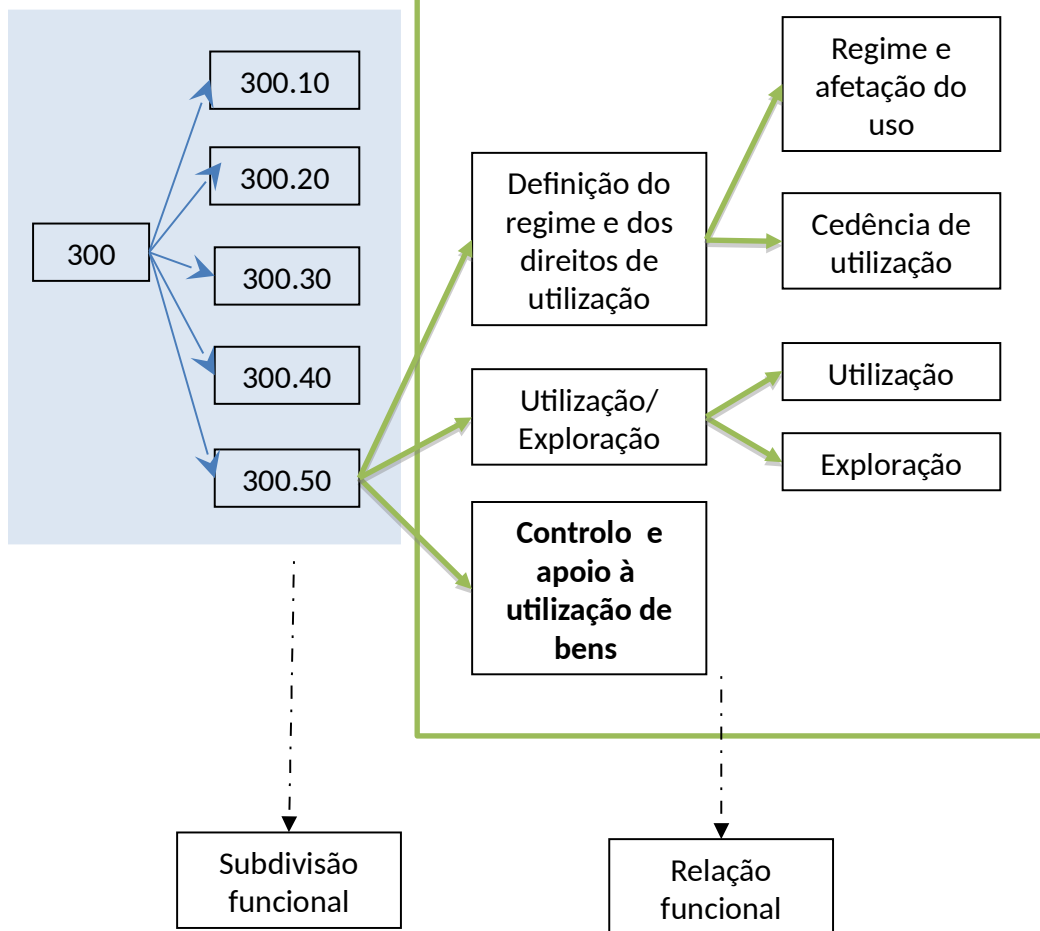 300
300.10
300.20
300.30
300.40
300.50
Definição do
regime e dos
direitos de
utilização
Utilização/
Exploração
Controlo  e
apoio à
utilização de
bens
Regime e
afetação do
uso
Cedência de
utilização
Utilização
Exploração
Subdivisão
funcional
Relação
funcional